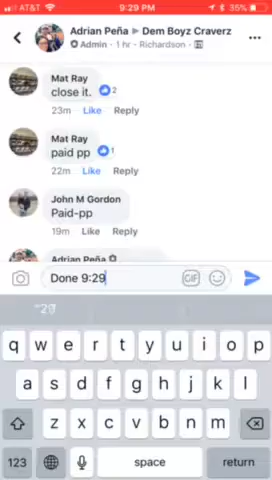 AT&T 9:29 PM 35%
Adrian Peña ▸ Dem Boyz Craverz
Admin · 1 hr · Richardson ·
Mat Ray
close it. 2
23m Like Reply
Mat Ray
paid pp 1
22m Like Reply
John M Gordon
Paid-pp
19m Like Reply
Adrian Peña
Done 9:29
GIF
q w e r t y u i o p
a s d f g h j k l
z x c v b n m
123 space return